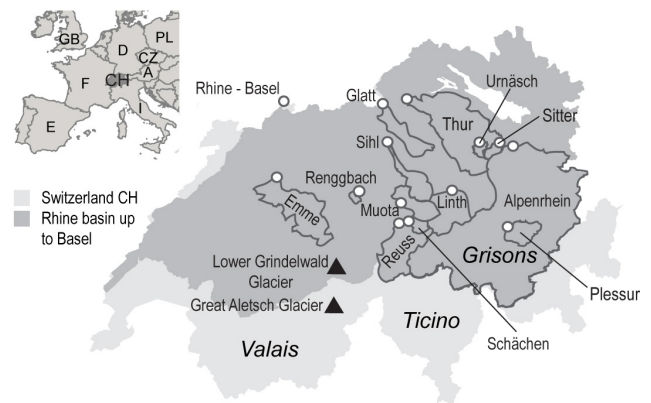 GB
PL
D
CZ
CH
A
F
I
E
Rhine - Basel
Glatt
Urnäsch
Thur
Sitter
Sihl
Renggbach
Switzerland CH
Rhine basin up
to Basel
Emme
Muota
Linth
Alpenrhein
Reuss
Grisons
Lower Grindelwald
Glacier
Plessur
Great Aletsch Glacier
Ticino
Schächen
Valais